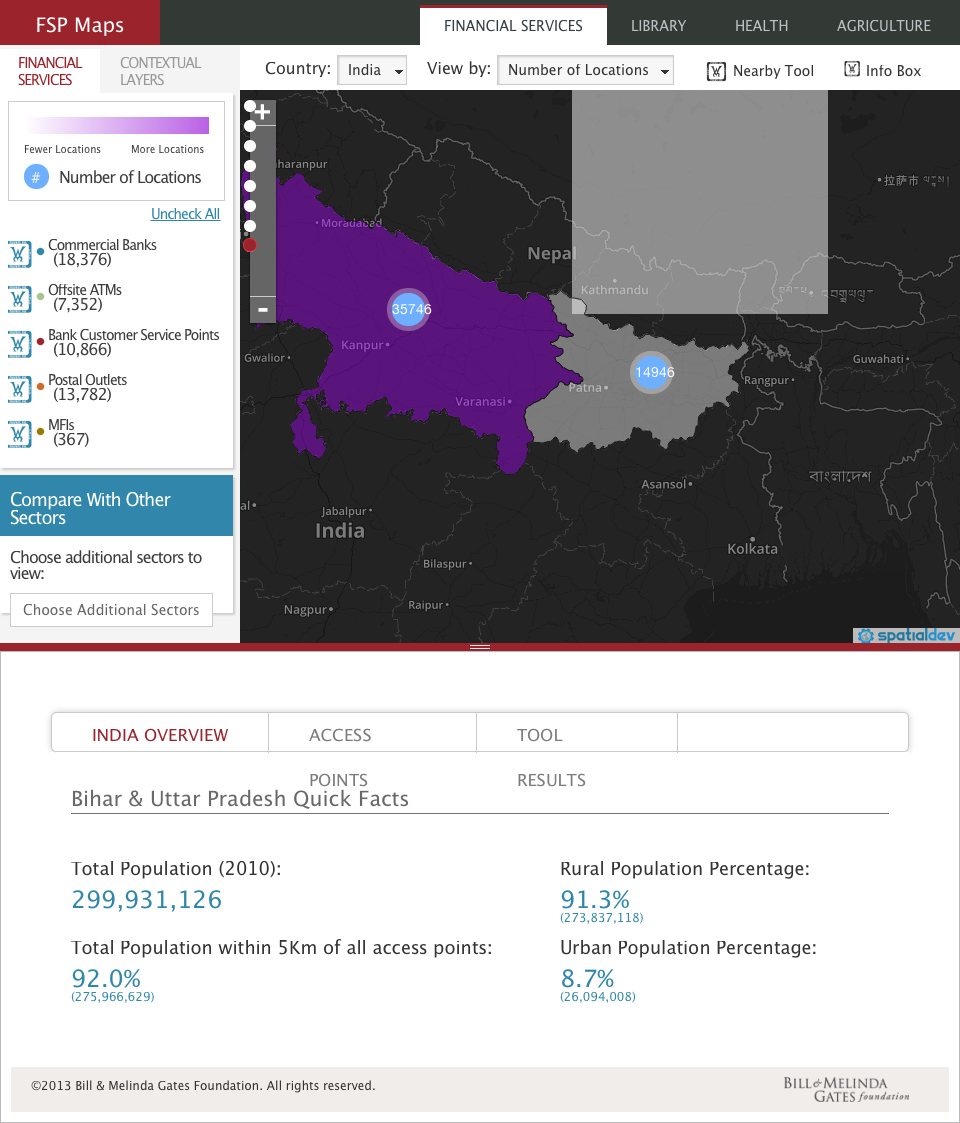 FSP Maps
FINANCIAL SERVICES
LIBRARY
HEALTH
AGRICULTURE
FINANCIAL
SERVICES
CONTEXTUAL
LAYERS
Country:
India
View by:
Number of Locations
Nearby Tool
Info Box
Fewer Locations
More Locations
#
Number of Locations
Uncheck All
Commercial Banks
(18,376)
Offsite ATMs
(7,352)
Bank Customer Service Points
(10,866)
Postal Outlets
(13,782)
MFIs
(367)
Compare With Other
Sectors
Choose additional sectors to
view:
Choose Additional Sectors
+
-
haranpur
Moradabad
Nepal
Kathmandu
拉萨市
35746
Kanpur
Gwalior
14946
Patna
Varanasi
Rangpur
Guwahati
বাংলাদেশ
Asansol
al
Jabalpur
India
Kolkata
Bilaspur
Raipur
Nagpur
spatialdev
INDIA OVERVIEW
ACCESS
POINTS
TOOL
RESULTS
Bihar & Uttar Pradesh Quick Facts
Total Population (2010):
299,931,126
Rural Population Percentage:
91.3%
(273,837,118)
Total Population within 5Km of all access points:
92.0%
(275,966,629)
Urban Population Percentage:
8.7%
(26,094,008)
©2013 Bill & Melinda Gates Foundation. All rights reserved.
BILL & MELINDA
GATES foundation